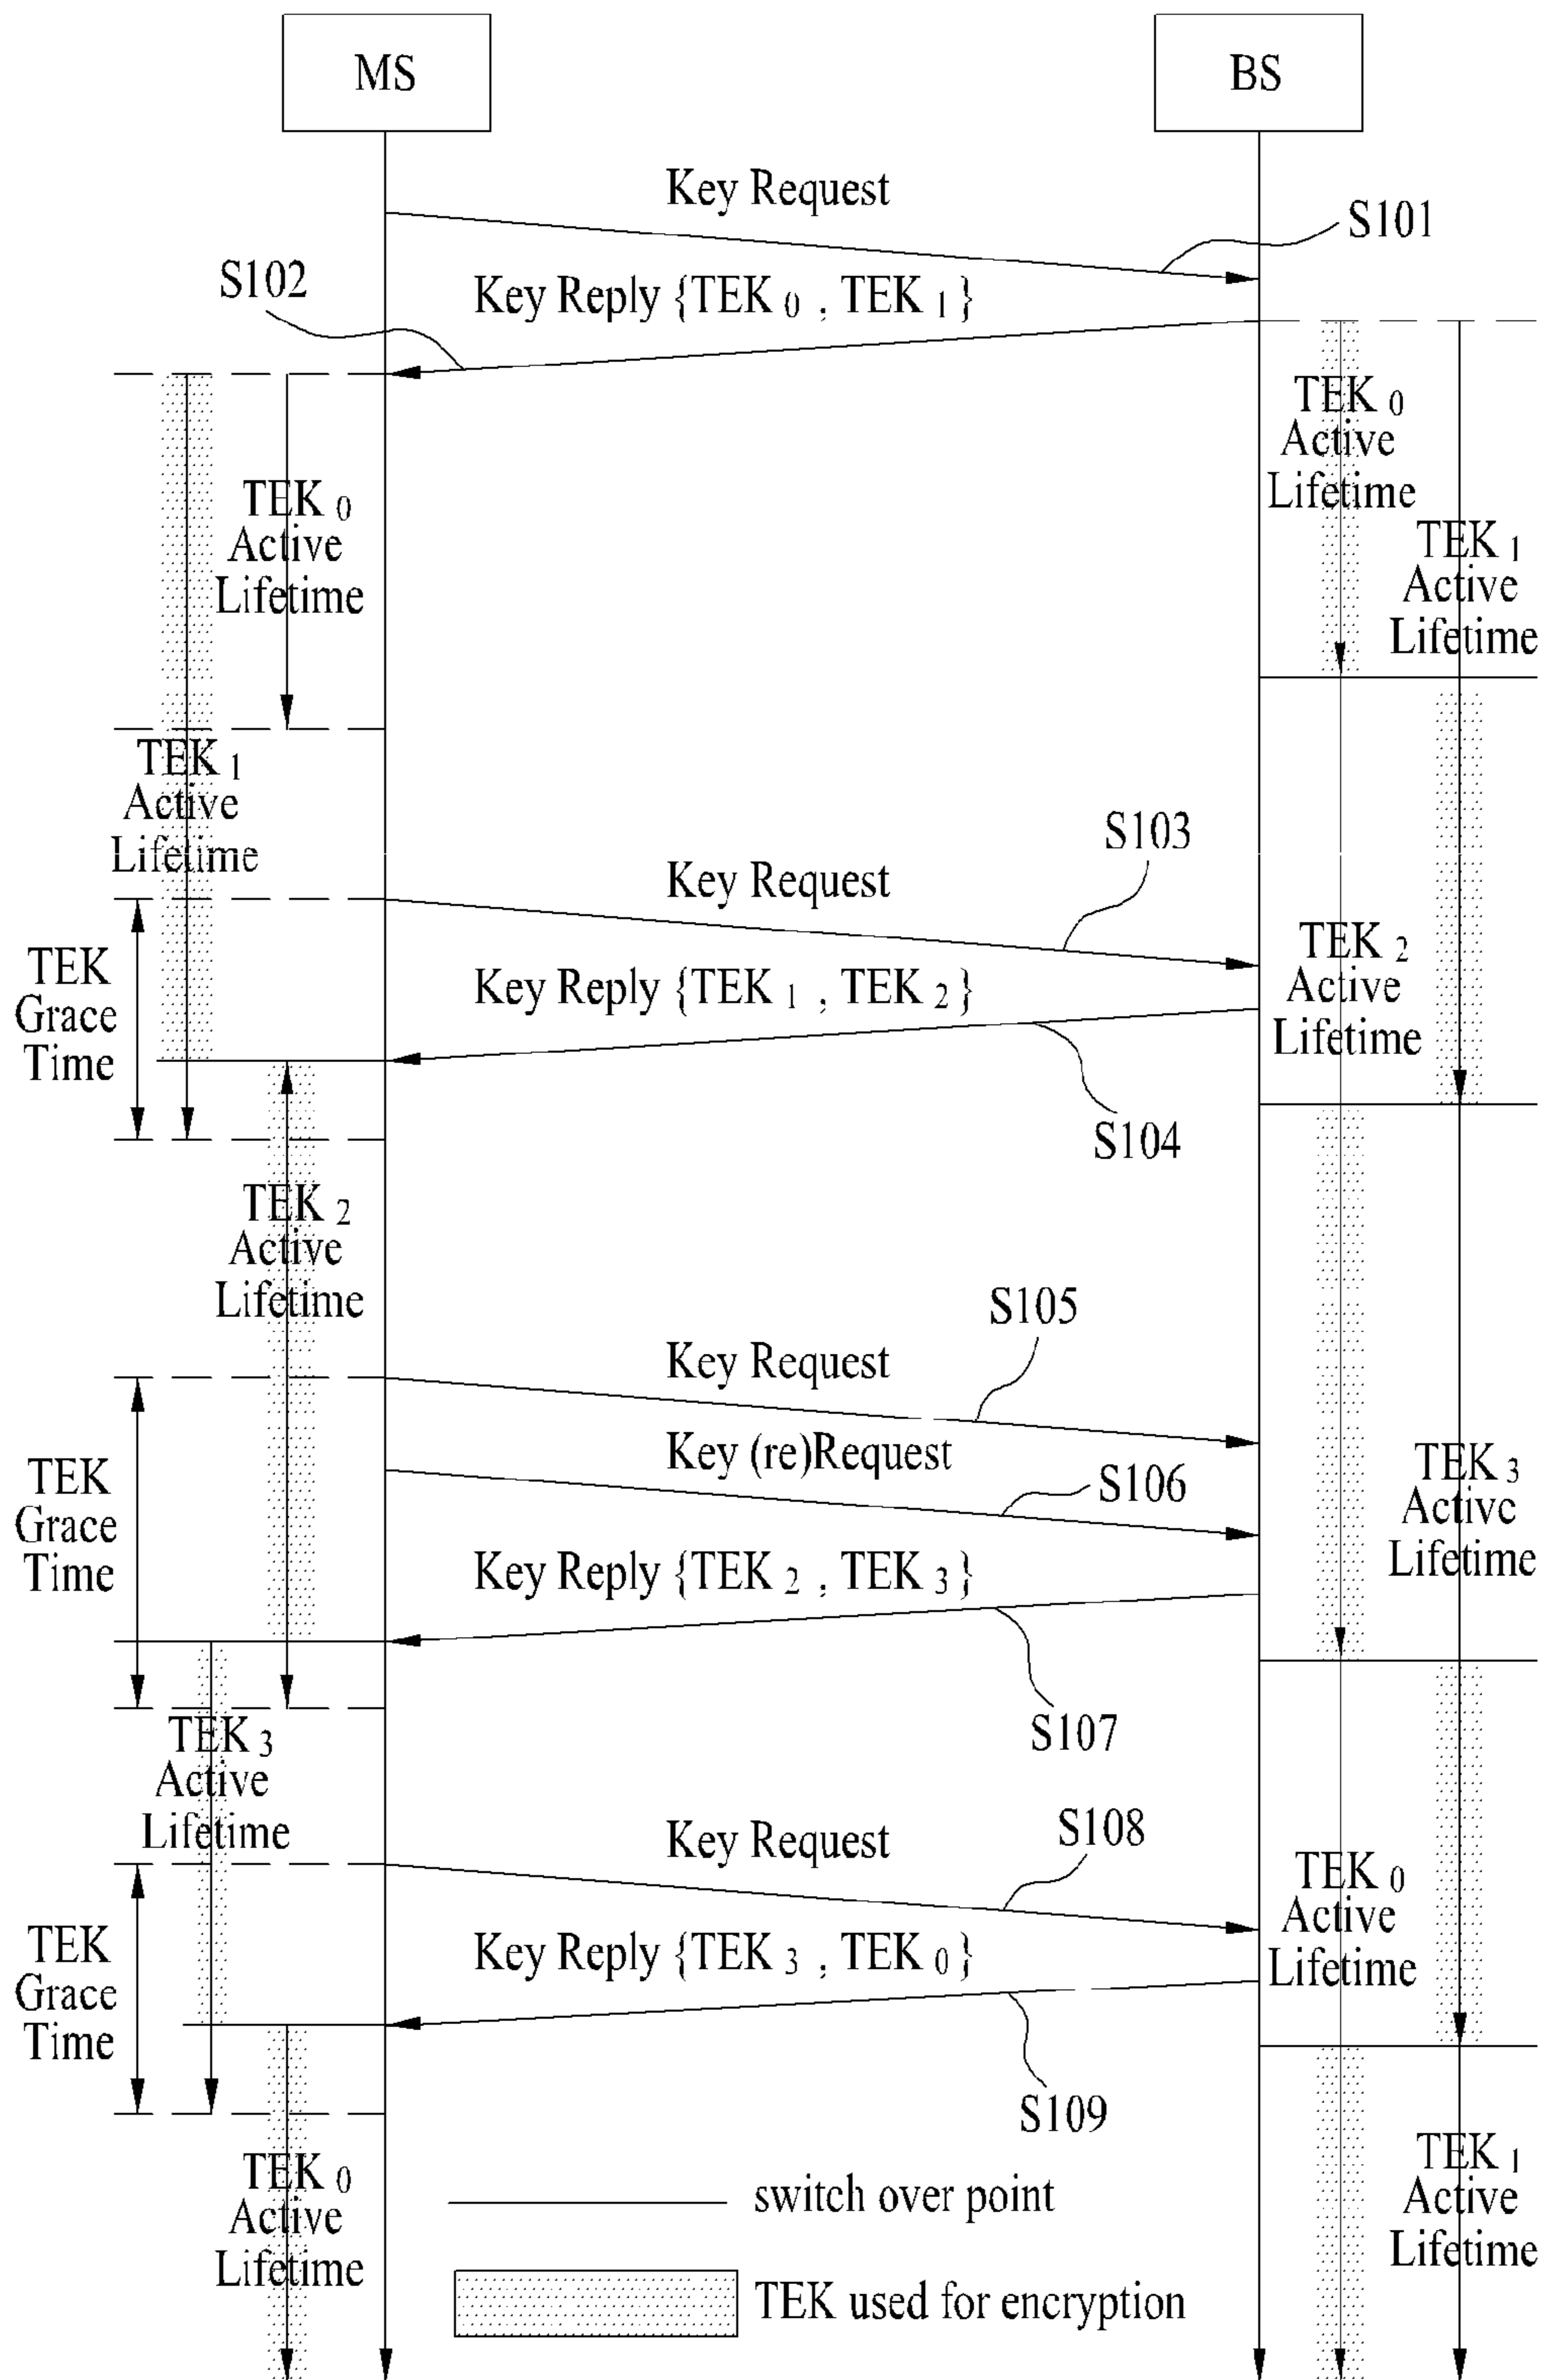 MS
BS
Key Request
S101
S102
Key Reply {TEK 0 , TEK 1 }
TEK 0
Active
Lifetime
TEK 0
Active
Lifetime
TEK 1
Active
Lifetime
TEK 1
Active
Lifetime
S103
Key Request
TEK
Grace
Time
Key Reply {TEK 1 , TEK 2 }
TEK 2
Active
Lifetime
S104
TEK 2
Active
Lifetime
S105
Key Request
Key (re)Request
S106
TEK
Grace
Time
TEK 3
Active
Lifetime
Key Reply {TEK 2 , TEK 3 }
S107
TEK 3
Active
Lifetime
S108
Key Request
TEK 0
Active
Lifetime
TEK
Grace
Time
Key Reply {TEK 3 , TEK 0 }
S109
TEK 0
Active
Lifetime
TEK 1
Active
Lifetime
switch over point
TEK used for encryption